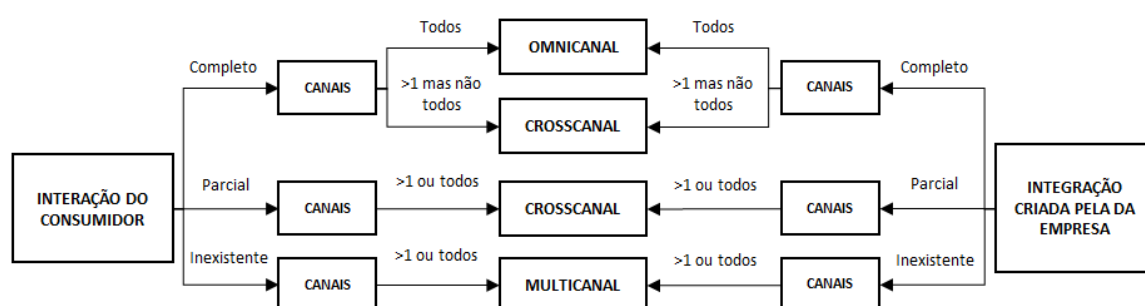 Todos
OMNICANAL
Todos
Completo
CANAIS
>1 mas não
todos
>1 mas não
todos
CANAIS
Completo
CROSSCANAL
INTERAÇÃO DO
CONSUMIDOR
Parcial
CANAIS
>1 ou todos
CROSSCANAL
>1 ou todos
CANAIS
Parcial
INTEGRAÇÃO
CRIADA PELA DA
EMPRESA
Inexistente
CANAIS
>1 ou todos
MULTICANAL
>1 ou todos
CANAIS
Inexistente